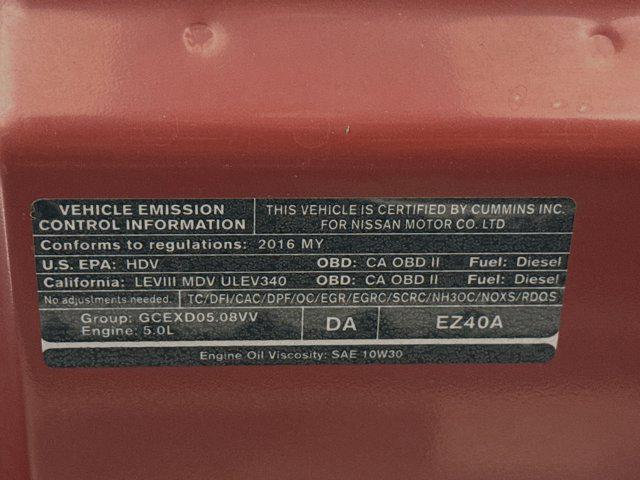 VEHICLE EMISSION CONTROL INFORMATION
THIS VEHICLE IS CERTIFIED BY CUMMINS INC. FOR NISSAN MOTOR CO. LTD
Conforms to regulations: 2016 MY
U.S. EPA: HDV OBD: CA OBD II Fuel: Diesel
California: LEVIII MDV ULEV340 OBD: CA OBD II Fuel: Diesel
No adjustments needed. TC/DFI/CAC/DPF/OC/EGR/EGRC/SCRC/NH3OC/NOXS/RDQS
Group: GCEXD05.08VV
Engine: 5.0L
DA
EZ40A
Engine Oil Viscosity: SAE 10W30